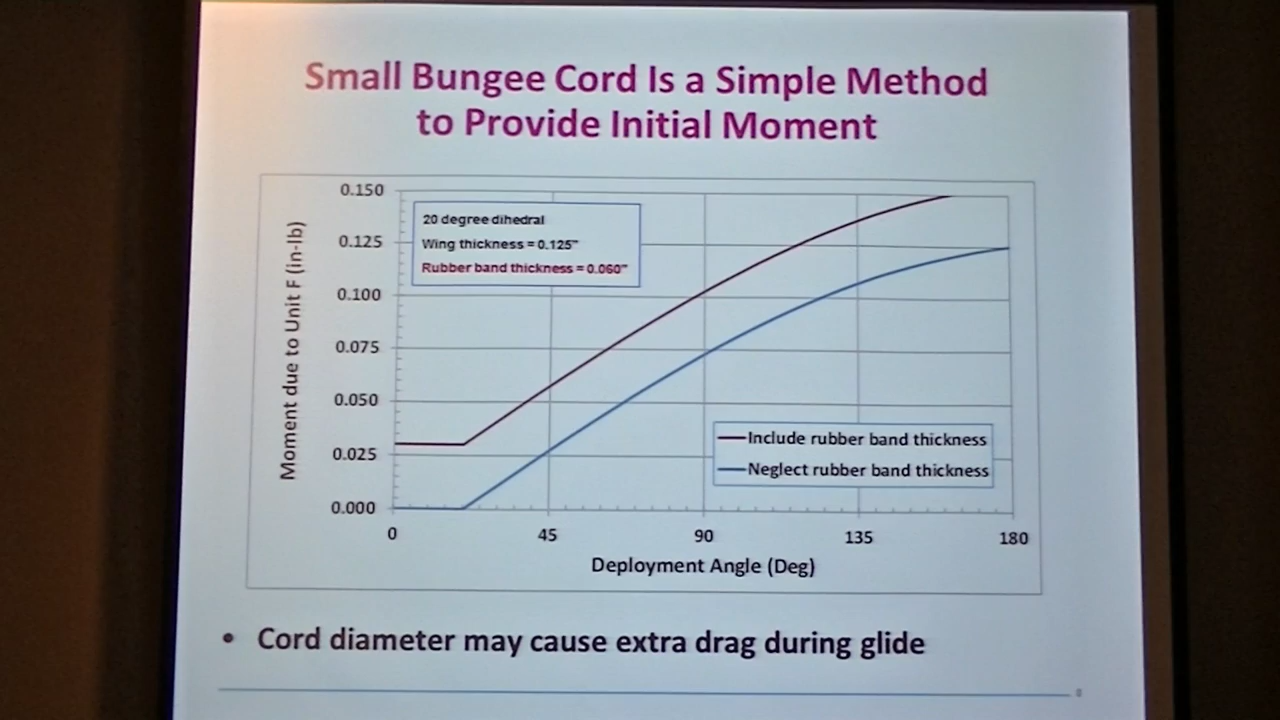 Small Bungee Cord Is a Simple Method
to Provide Initial Moment
0.150
0.125
0.100
0.075
0.050
0.025
0.000
Moment due to Unit F (in-lb)
20 degree dihedral
Wing thickness = 0.125"
Rubber band thickness = 0.060"
Include rubber band thickness
Neglect rubber band thickness
0 45 90 135 180
Deployment Angle (Deg)
• Cord diameter may cause extra drag during glide